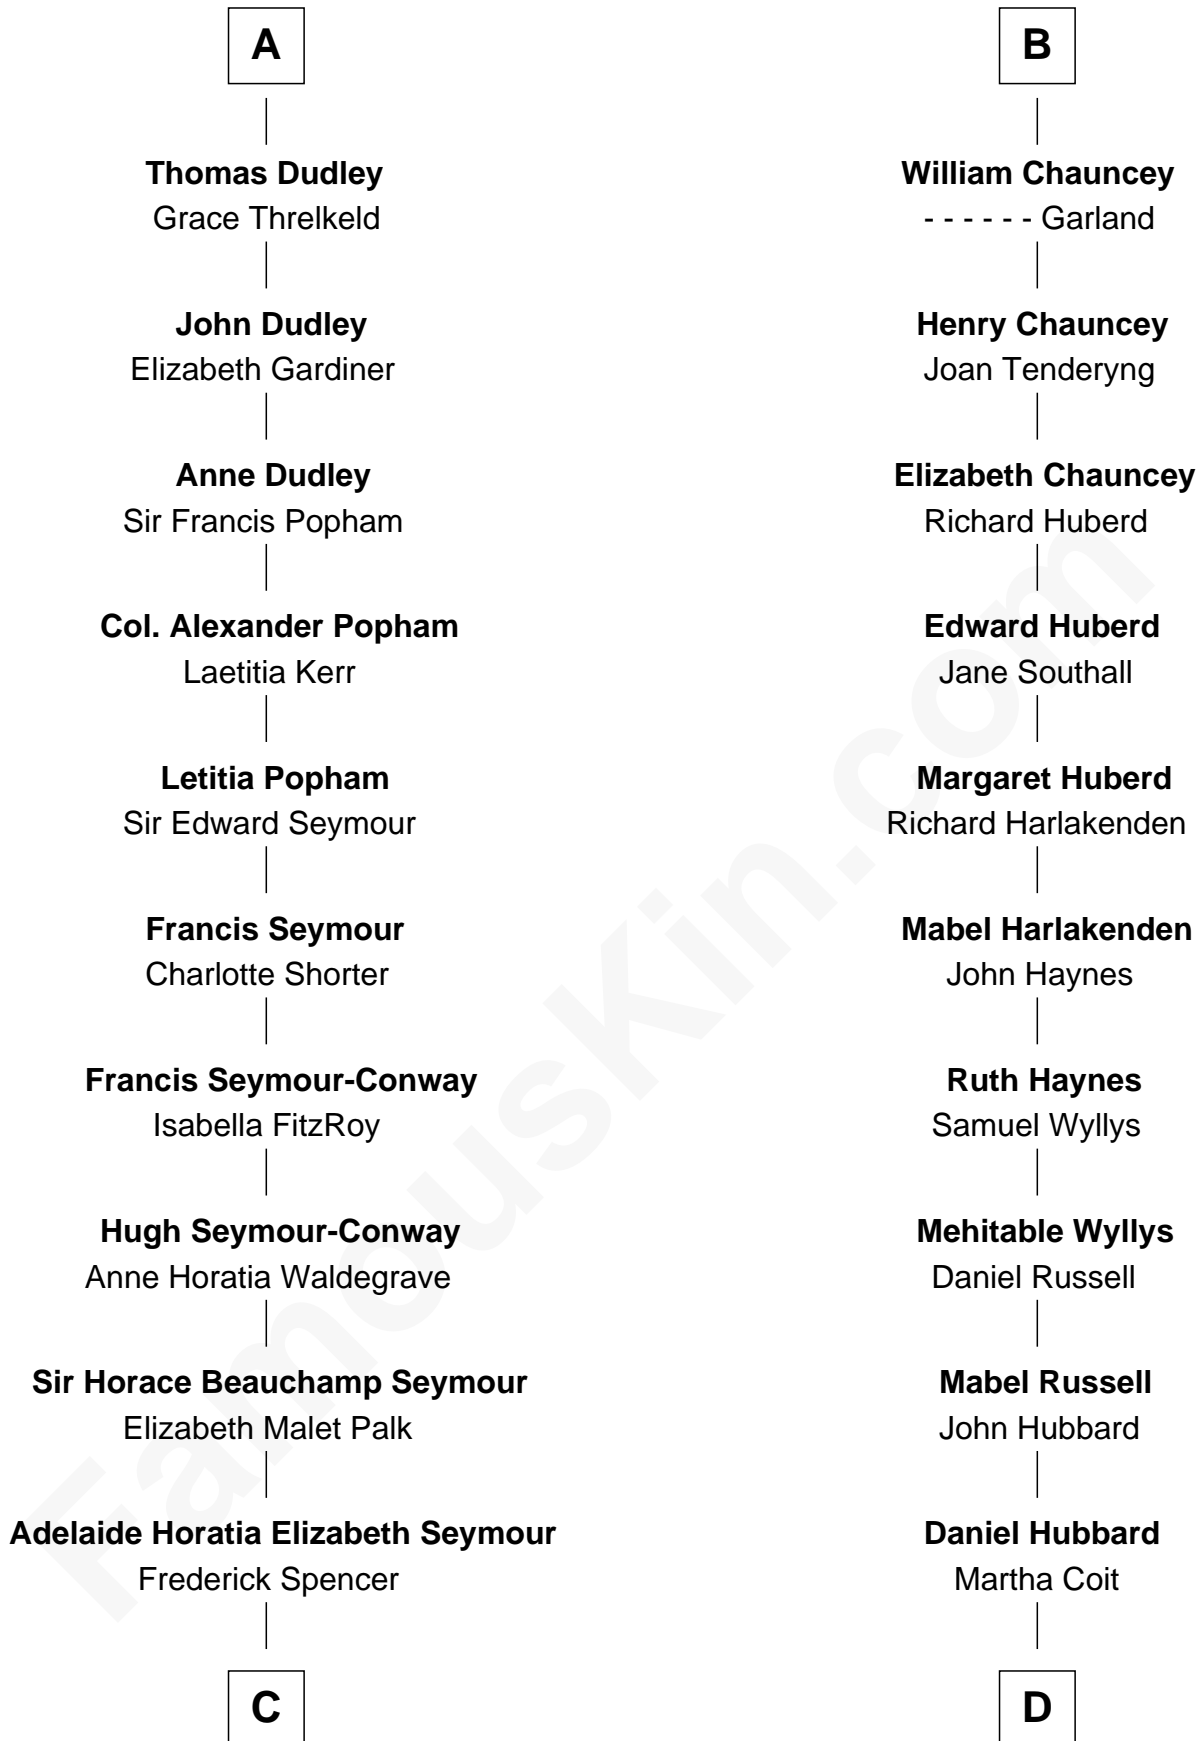 A
Thomas Dudley
Grace Threlkeld
John Dudley
Elizabeth Gardiner
Anne Dudley
Sir Francis Popham
Col. Alexander Popham
Laetitia Kerr
Letitia Popham
Sir Edward Seymour
Francis Seymour
Charlotte Shorter
Francis Seymour-Conway
Isabella FitzRoy
Hugh Seymour-Conway
Anne Horatia Waldegrave
Sir Horace Beauchamp Seymour
Elizabeth Malet Palk
Adelaide Horatia Elizabeth Seymour
Frederick Spencer
C
B
William Chauncey
- - - - - - Garland
Henry Chauncey
Joan Tenderyng
Elizabeth Chauncey
Richard Huberd
Edward Huberd
Jane Southall
Margaret Huberd
Richard Harlakenden
Mabel Harlakenden
John Haynes
Ruth Haynes
Samuel Wyllys
Mehitable Wyllys
Daniel Russell
Mabel Russell
John Hubbard
Daniel Hubbard
Martha Coit
D
FamousKin.com